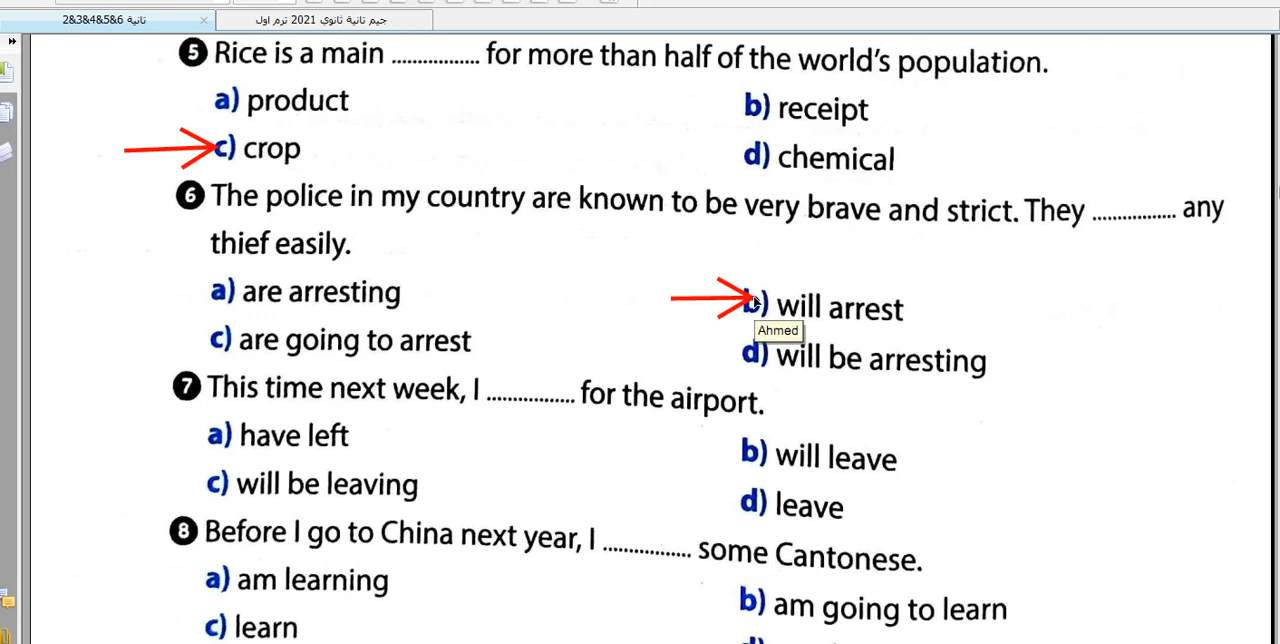 ثانية 2&3&4&5&6
جيم ثانية ثانوي 2021 ترم اول
5 Rice is a main ................. for more than half of the world's population.
a) product
b) receipt
c) crop
d) chemical
6 The police in my country are known to be very brave and strict. They ................. any
thief easily.
a) are arresting
b) will arrest
Ahmed
c) are going to arrest
d) will be arresting
7 This time next week, I ................. for the airport.
a) have left
b) will leave
c) will be leaving
d) leave
8 Before I go to China next year, I ................. some Cantonese.
a) am learning
b) am going to learn
c) learn